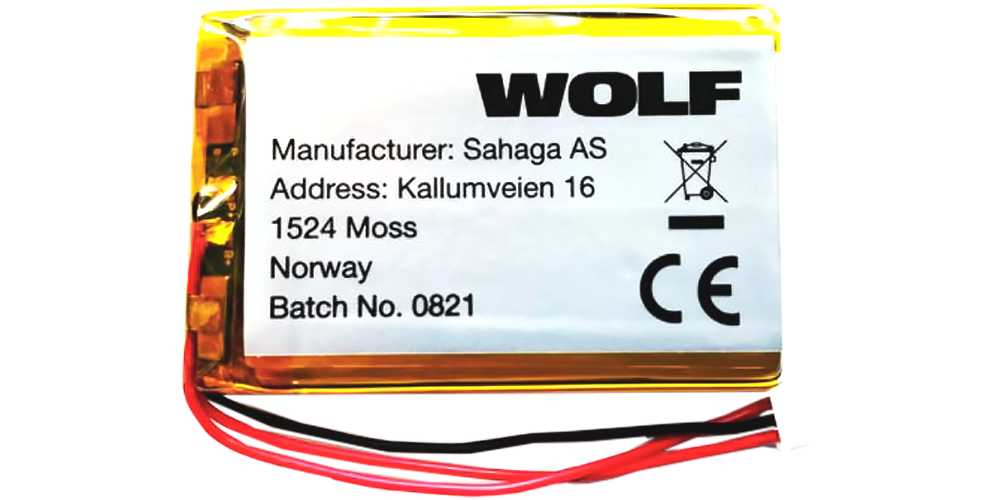 WOLF
Manufacturer: Sahaga AS
Address: Kallumveien 16
1524 Moss
Norway
Batch No. 0821
CE